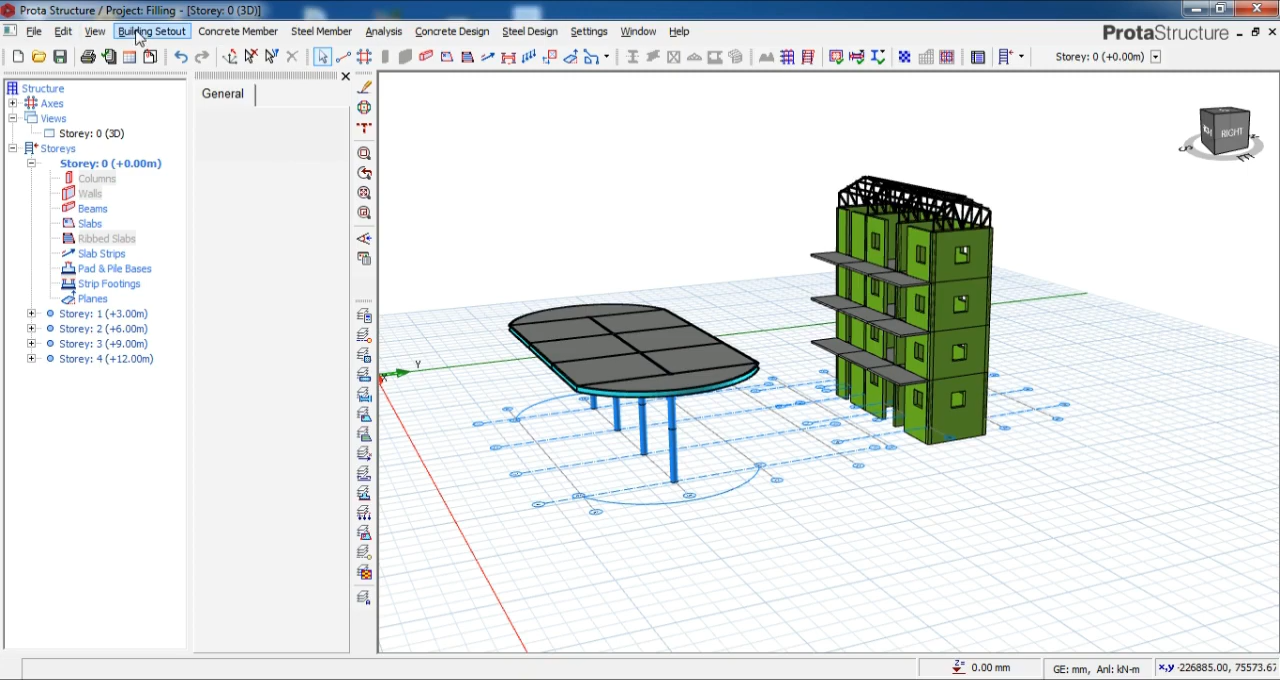 Prota Structure / Project: Filling - [Storey: 0 (3D)]
File Edit View Building Setout Concrete Member Steel Member Analysis Concrete Design Steel Design Settings Window Help
ProtaStructure
Storey: 0 (+0.00m)
Structure
Axes
Views
Storey: 0 (3D)
Storeys
Storey: 0 (+0.00m)
Columns
Walls
Beams
Slabs
Ribbed Slabs
Slab Strips
Pad & Pile Bases
Strip Footings
Planes
Storey: 1 (+3.00m)
Storey: 2 (+6.00m)
Storey: 3 (+9.00m)
Storey: 4 (+12.00m)
General
RIGHT
S
E
Y
Z= 0.00 mm
GE: mm, Anl: kN-m
x,y -226885.00, 75573.67